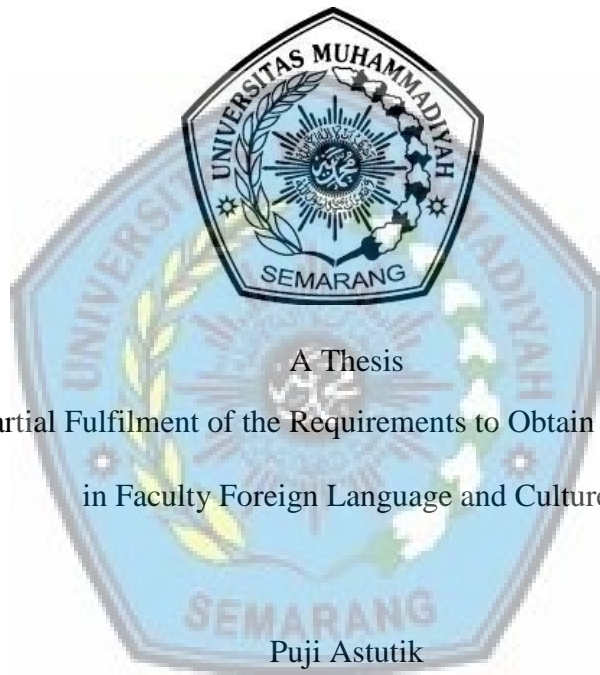 UNIVERSITAS MUHAMMADIYAH
SEMARANG
A Thesis
artial Fulfilment of the Requirements to Obtain
in Faculty Foreign Language and Culture
SEMARANG
Puji Astutik